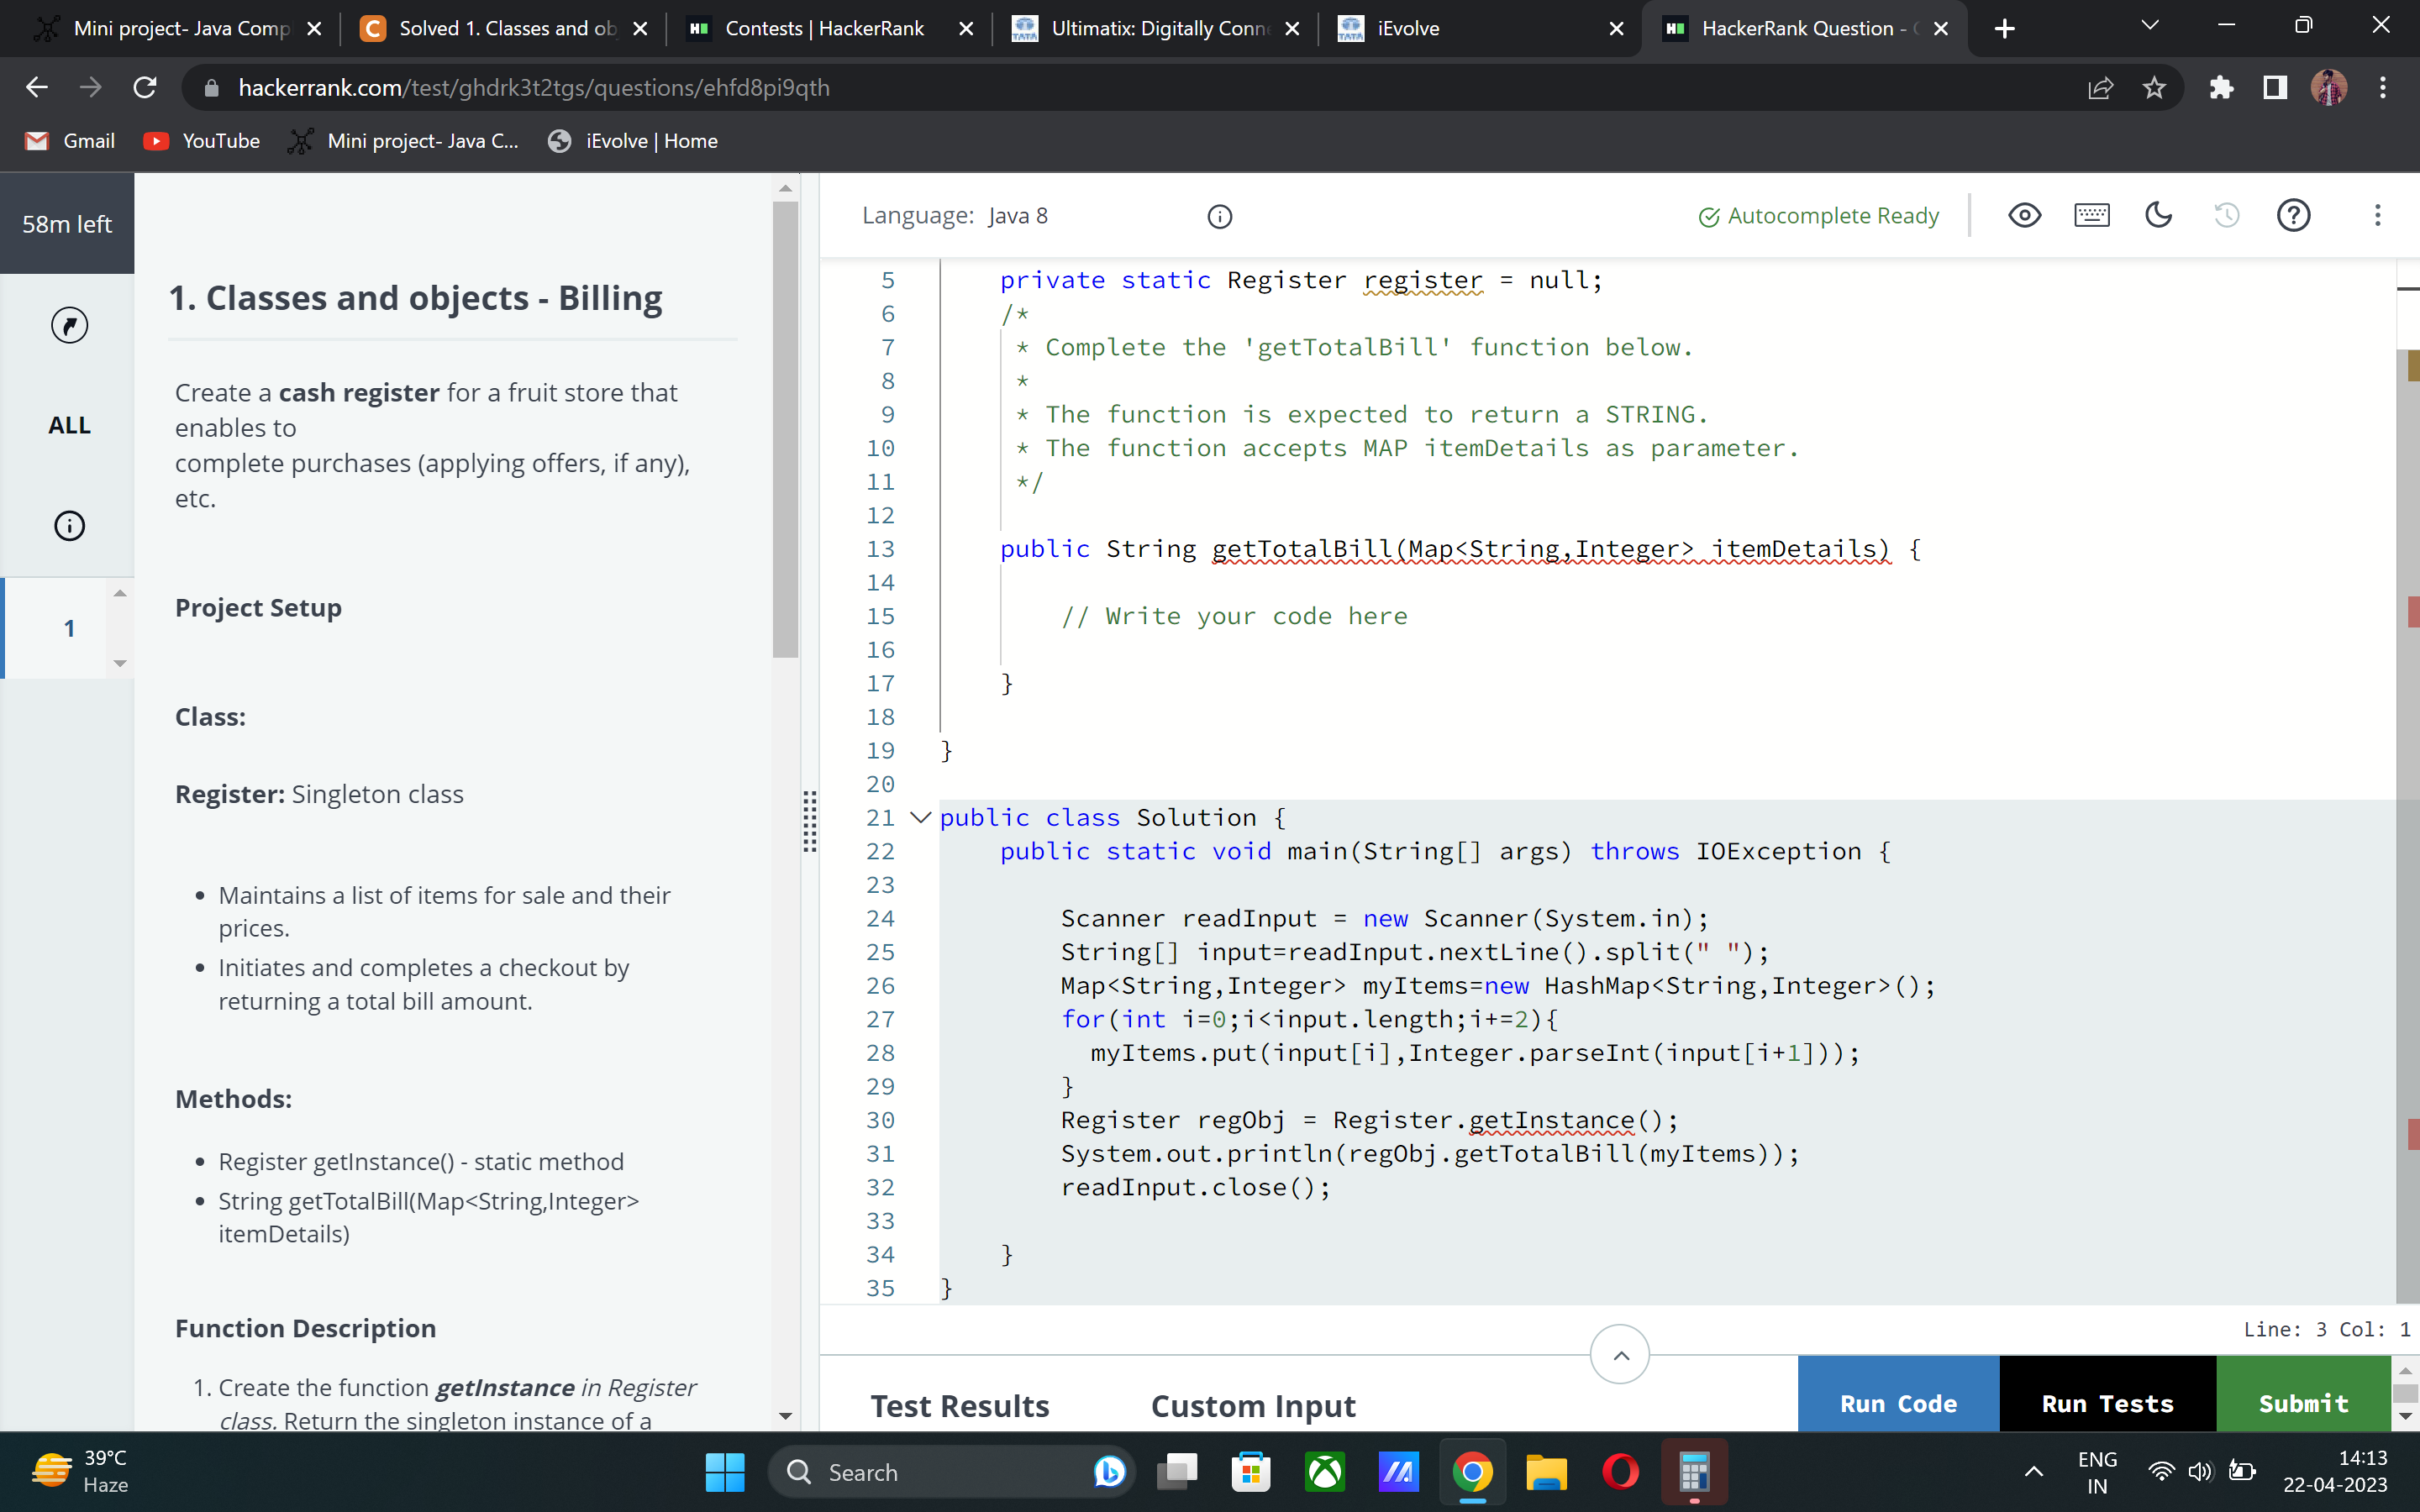 Mini project- Java Comp
Solved 1. Classes and ob
Contests | HackerRank
Ultimatix: Digitally Conne
iEvolve
HackerRank Question -
hackerrank.com/test/ghdrk3t2tgs/questions/ehfd8pi9qth
Gmail
YouTube
Mini project- Java C...
iEvolve | Home
58m left
ALL
1
1. Classes and objects - Billing
Create a cash register for a fruit store that
enables to
complete purchases (applying offers, if any),
etc.
Project Setup
Class:
Register: Singleton class
• Maintains a list of items for sale and their
prices.
• Initiates and completes a checkout by
returning a total bill amount.
Methods:
• Register getInstance() - static method
• String getTotalBill(Map<String,Integer>
itemDetails)
Function Description
1. Create the function getInstance in Register
class. Return the singleton instance of a
Language: Java 8
Autocomplete Ready
5 private static Register register = null;
6 /*
7 * Complete the 'getTotalBill' function below.
8 *
9 * The function is expected to return a STRING.
10 * The function accepts MAP itemDetails as parameter.
11 */
12
13 public String getTotalBill(Map<String,Integer> itemDetails) {
14
15 // Write your code here
16
17 }
18
19 }
20
21 public class Solution {
22 public static void main(String[] args) throws IOException {
23
24 Scanner readInput = new Scanner(System.in);
25 String[] input=readInput.nextLine().split(" ");
26 Map<String,Integer> myItems=new HashMap<String,Integer>();
27 for(int i=0;i<input.length;i+=2){
28 myItems.put(input[i],Integer.parseInt(input[i+1]));
29 }
30 Register regObj = Register.getInstance();
31 System.out.println(regObj.getTotalBill(myItems));
32 readInput.close();
33
34 }
35 }
Line: 3 Col: 1
Test Results
Custom Input
Run Code
Run Tests
Submit
39°C
Haze
Search
ENG
IN
14:13
22-04-2023